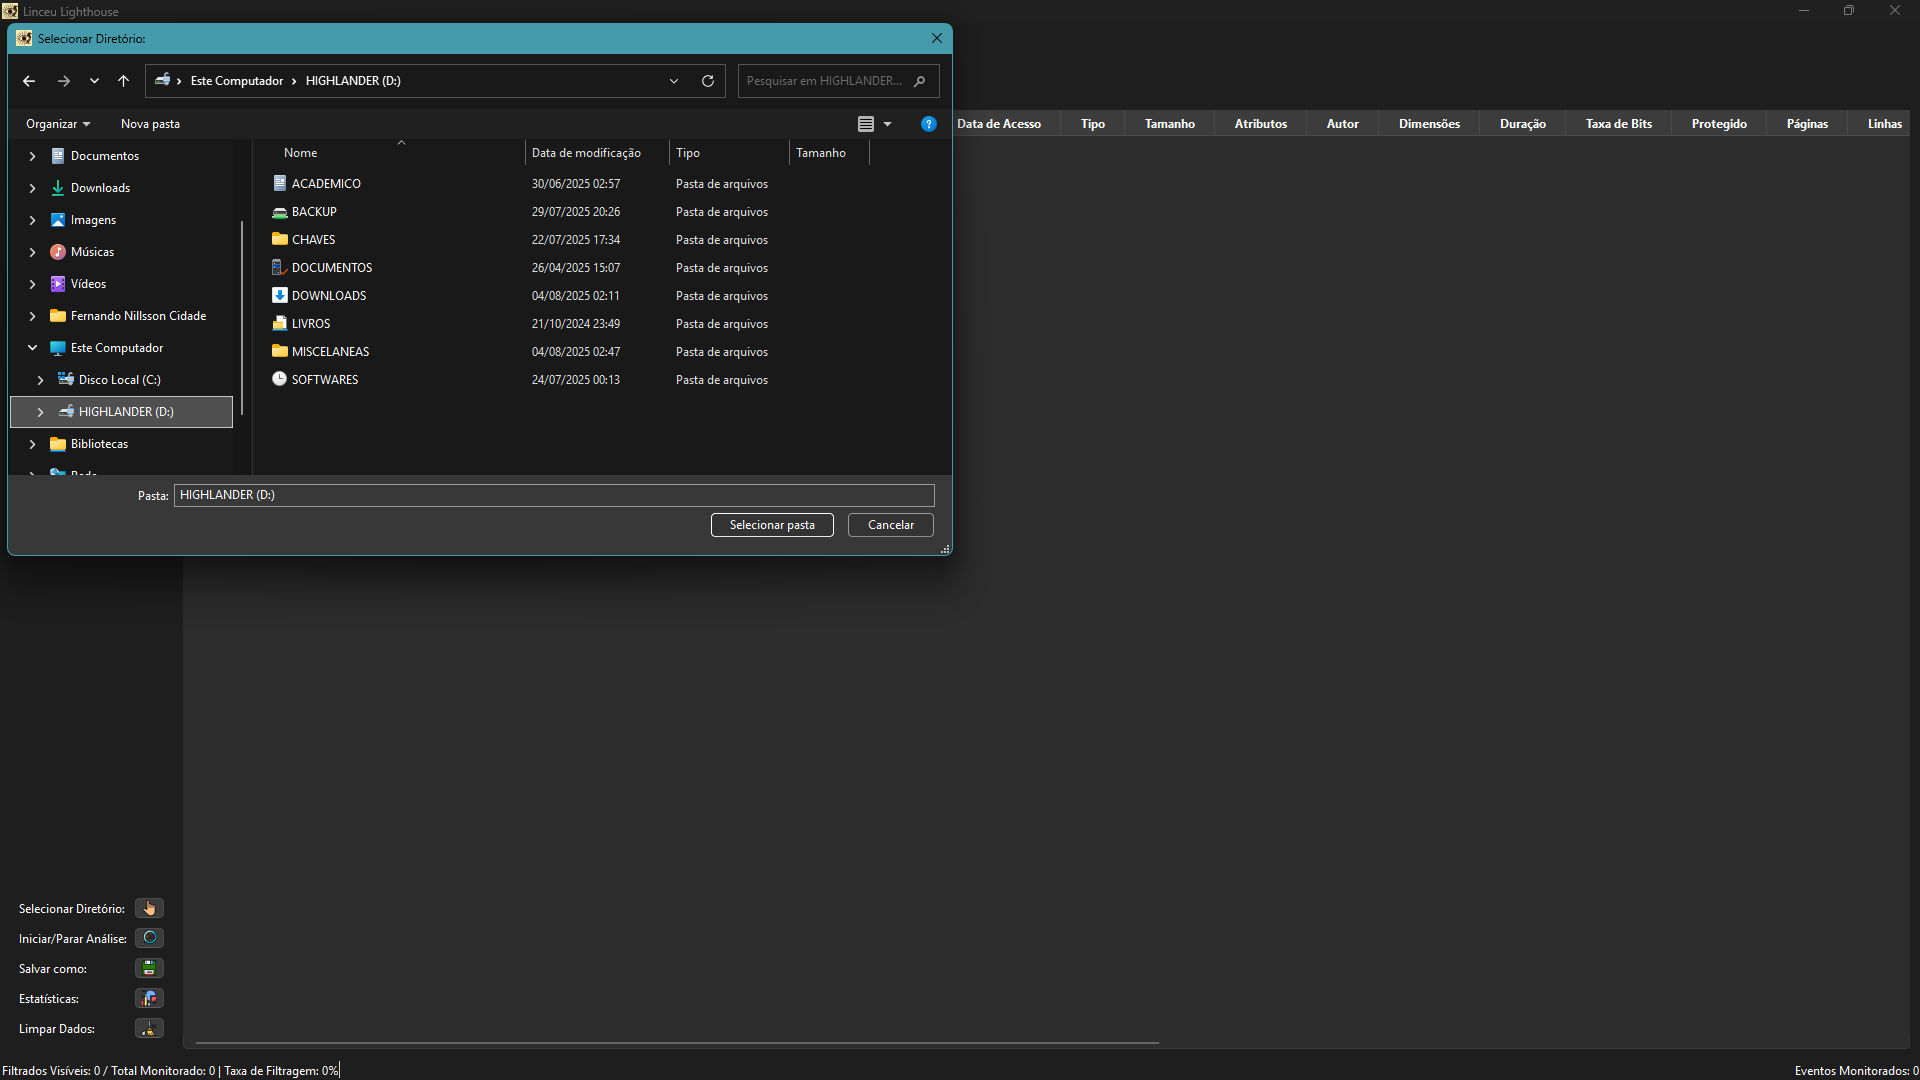 Linceu Lighthouse
Selecionar Diretório:
Este Computador > HIGHLANDER (D:)
Pesquisar em HIGHLANDER...
Organizar
Nova pasta
Documentos
Downloads
Imagens
Músicas
Vídeos
Fernando Nillsson Cidade
Este Computador
Disco Local (C:)
HIGHLANDER (D:)
Bibliotecas
Rede
Nome Data de modificação Tipo Tamanho
ACADEMICO 30/06/2025 02:57 Pasta de arquivos
BACKUP 29/07/2025 20:26 Pasta de arquivos
CHAVES 22/07/2025 17:34 Pasta de arquivos
DOCUMENTOS 26/04/2025 15:07 Pasta de arquivos
DOWNLOADS 04/08/2025 02:11 Pasta de arquivos
LIVROS 21/10/2024 23:49 Pasta de arquivos
MISCELANEAS 04/08/2025 02:47 Pasta de arquivos
SOFTWARES 24/07/2025 00:13 Pasta de arquivos
Pasta: HIGHLANDER (D:)
Selecionar pasta
Cancelar
Data de Acesso Tipo Tamanho Atributos Autor Dimensões Duração Taxa de Bits Protegido Páginas Linhas
Selecionar Diretório:
Iniciar/Parar Análise:
Salvar como:
Estatísticas:
Limpar Dados:
Filtrados Visíveis: 0 / Total Monitorado: 0 | Taxa de Filtragem: 0%
Eventos Monitorados: 0